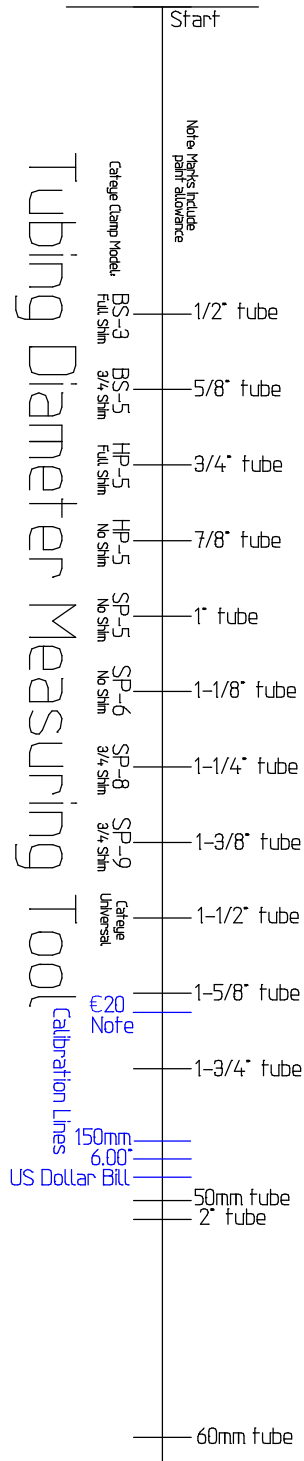 Start
Note: Marks Include
paint allowance
Tubing Diameter Measuring Tool
Cateye Clamp Model:
BS-3
Full Shim
1/2" tube
BS-5
3/4 Shim
5/8" tube
HP-5
Full Shim
3/4" tube
HP-5
No Shim
7/8" tube
SP-5
No Shim
1" tube
SP-6
No Shim
1-1/8" tube
SP-8
3/4 Shim
1-1/4" tube
SP-9
3/4 Shim
1-3/8" tube
Cateye
Universal
1-1/2" tube
1-5/8" tube
€20
Note
Calibration Lines
1-3/4" tube
150mm
6.00"
US Dollar Bill
50mm tube
2" tube
60mm tube